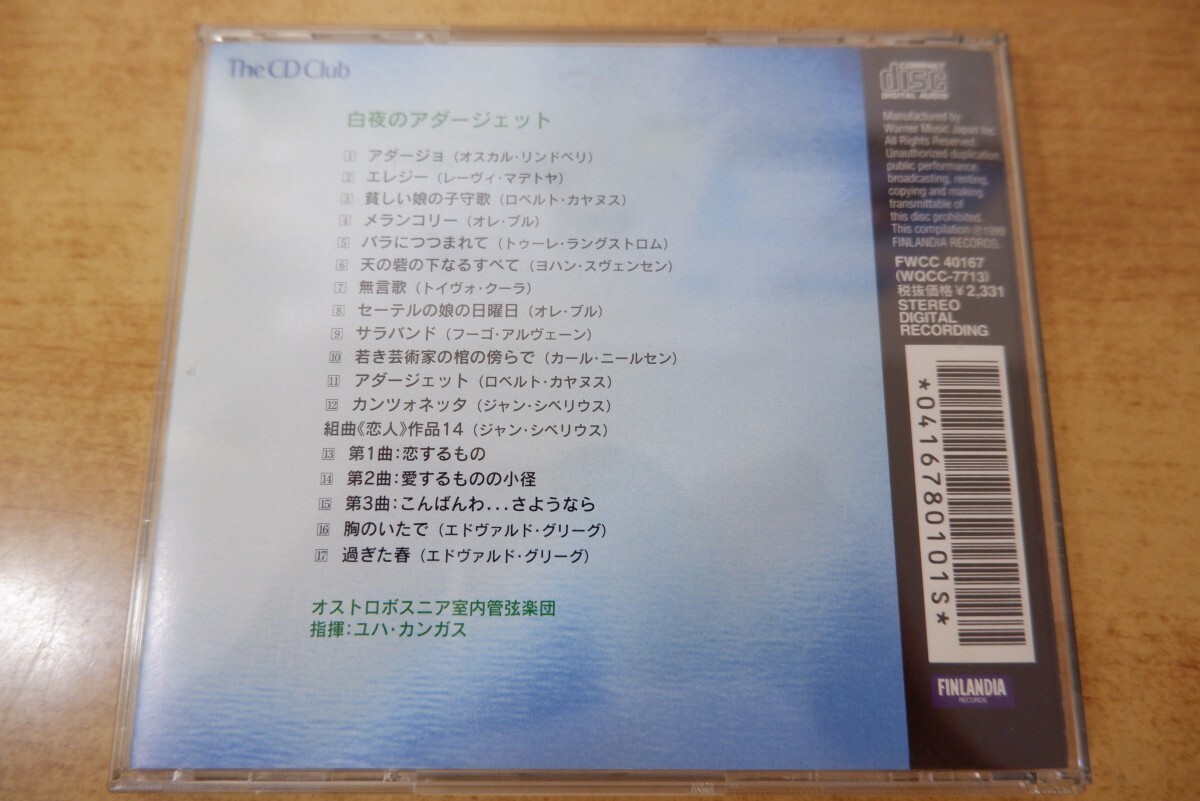 The CD Club
白夜のアダージェット
1 アダージョ（オスカル・リンドベリ）
2 エレジー（レーヴィ・マデトヤ）
3 貧しい娘の子守歌（ロベルト・カヤヌス）
4 メランコリー（オレ・ブル）
5 バラにつつまれて（トゥーレ・ラングストロム）
6 天の砦の下なるすべて（ヨハン・スヴェンセン）
7 無言歌（トイヴォ・クーラ）
8 セーテルの娘の日曜日（オレ・ブル）
9 サラバンド（フーゴ・アルヴェーン）
10 若き芸術家の棺の傍らで（カール・ニールセン）
11 アダージェット（ロベルト・カヤヌス）
12 カンツォネッタ（ジャン・シベリウス）
組曲《恋人》作品14（ジャン・シベリウス）
13 第1曲:恋するもの
14 第2曲:愛するものの小径
15 第3曲:こんばんわ...さようなら
16 胸のいたで（エドヴァルド・グリーグ）
17 過ぎた春（エドヴァルド・グリーグ）
オストロボスニア室内管弦楽団
指揮:ユハ・カンガス
COMPACT
disc
DIGITAL AUDIO
Manufactured by
Warner Music Japan Inc.
All Rights Reserved.
Unauthorized duplication,
public performance,
broadcasting, renting,
copying and making
transmittable of
this disc prohibited.
This compilation ℗1999
FINLANDIA RECORDS.
FWCC 40167
(WQCC-7713)
税抜価格¥2,331
STEREO
DIGITAL
RECORDING
*0416780101S*
FINLANDIA
RECORDS